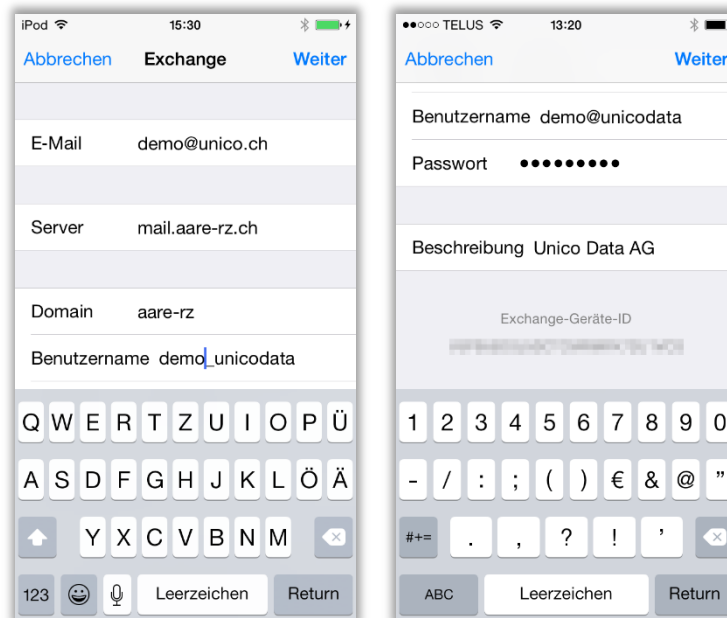 iPod 15:30
Abbrechen Exchange Weiter
E-Mail demo@unico.ch
Server mail.aare-rz.ch
Domain aare-rz
Benutzername demo_unicodata
Q W E R T Z U I O P Ü
A S D F G H J K L Ö Ä
Y X C V B N M
123 Leerzeichen Return
TELUS 13:20
Abbrechen Weiter
Benutzername demo@unicodata
Passwort •••••••••
Beschreibung Unico Data AG
Exchange-Geräte-ID
1 2 3 4 5 6 7 8 9 0
- / : ; ( ) € & @ "
#+= . , ? ! '
ABC Leerzeichen Return